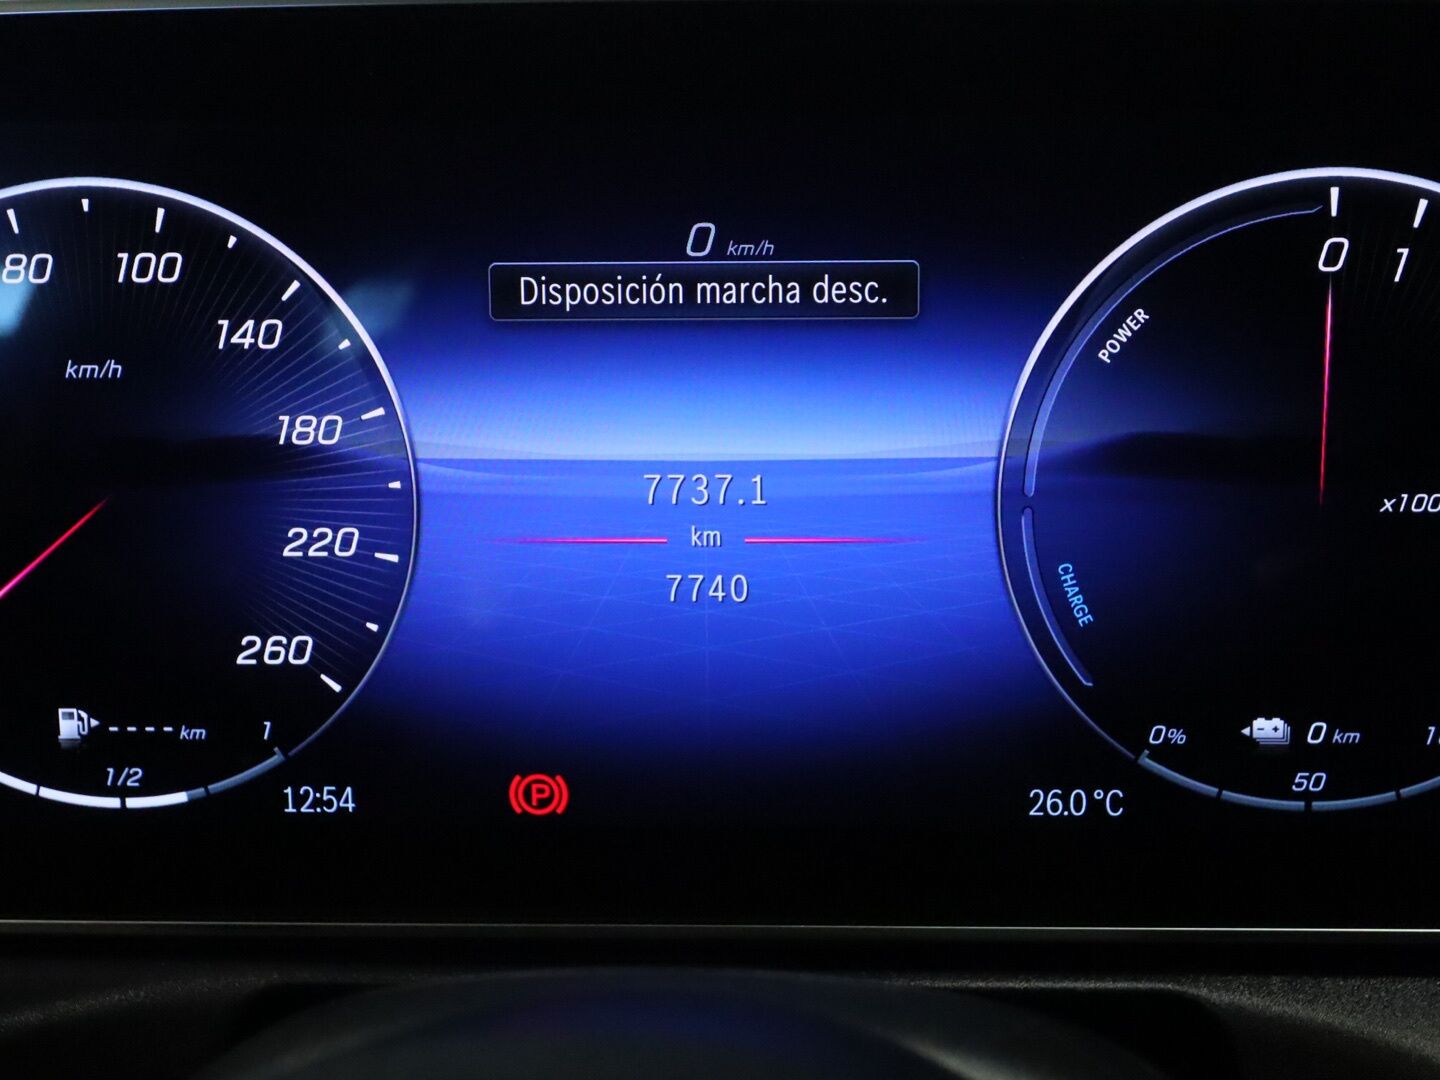 0 km/h
Disposición marcha desc.
80
100
140
180
220
260
km/h
7737.1
km
7740
0
1
POWER
CHARGE
x100
----km
1/2
1
12:54
P
0%
50
0 km
26.0 °C